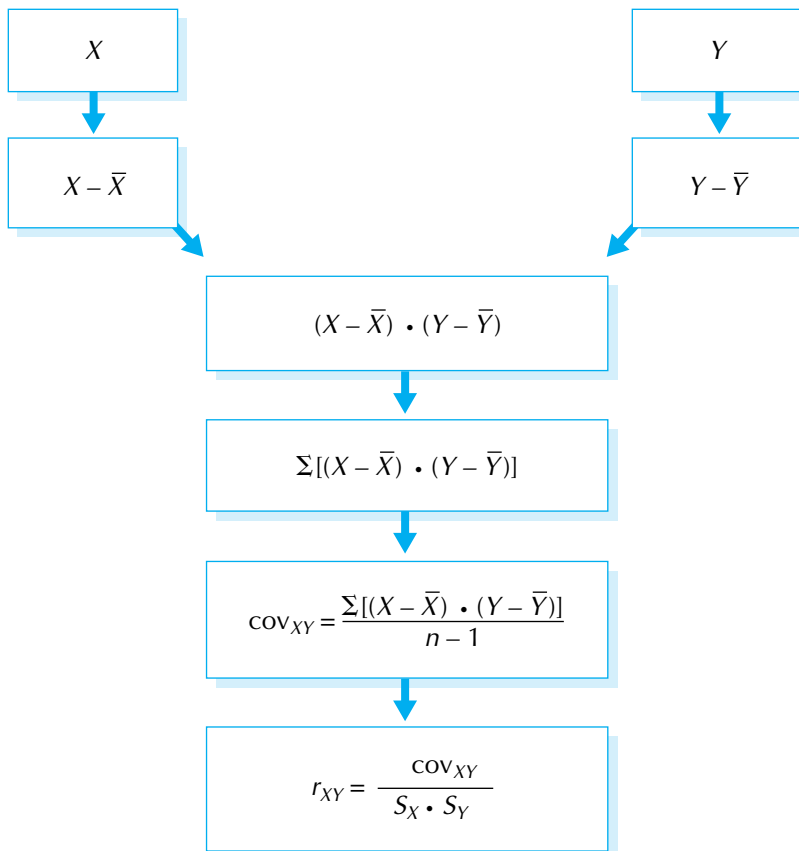 X
Y
X – X̅
Y – Y̅
(X – X̅) • (Y – Y̅)
Σ[(X – X̅) • (Y – Y̅)]
cov_XY = Σ[(X – X̅) • (Y – Y̅)] / n – 1
r_XY = cov_XY / S_X • S_Y